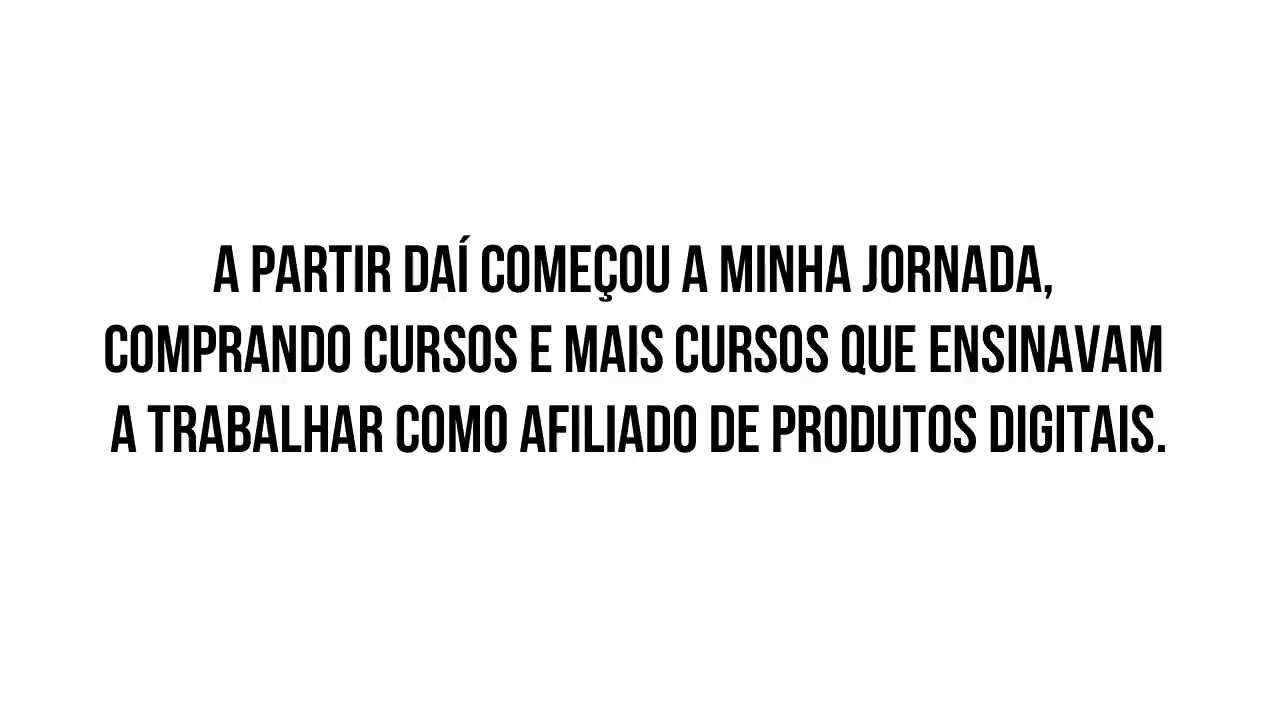 A PARTIR DAÍ COMEÇOU A MINHA JORNADA,
COMPRANDO CURSOS E MAIS CURSOS QUE ENSINAVAM
A TRABALHAR COMO AFILIADO DE PRODUTOS DIGITAIS.